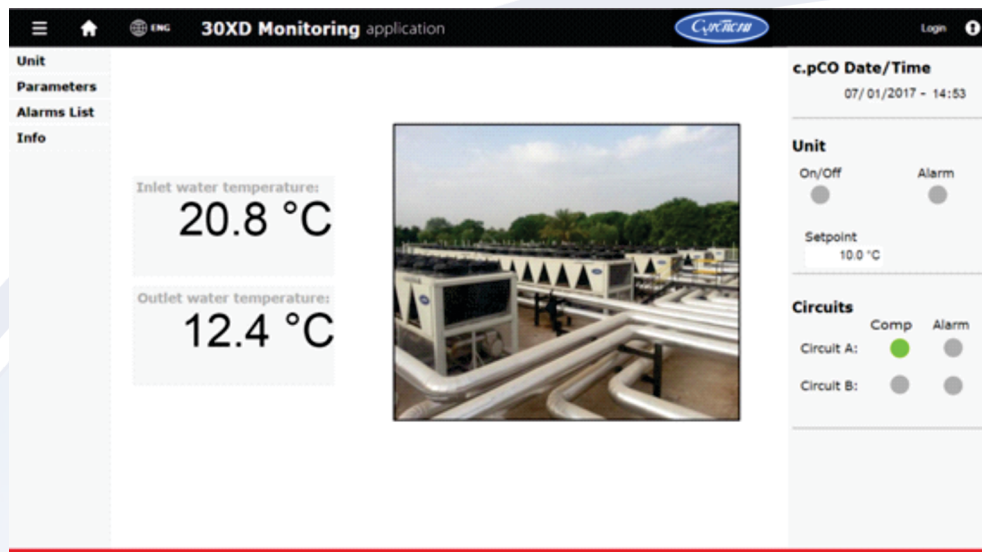 ENG
30XD Monitoring application
Login
Unit
Parameters
Alarms List
Info
Inlet water temperature:
20.8 °C
Outlet water temperature:
12.4 °C
c.pCO Date/Time
07/01/2017 - 14:53
Unit
On/Off Alarm
Setpoint
10.0 °C
Circuits
Comp Alarm
Circuit A:
Circuit B: